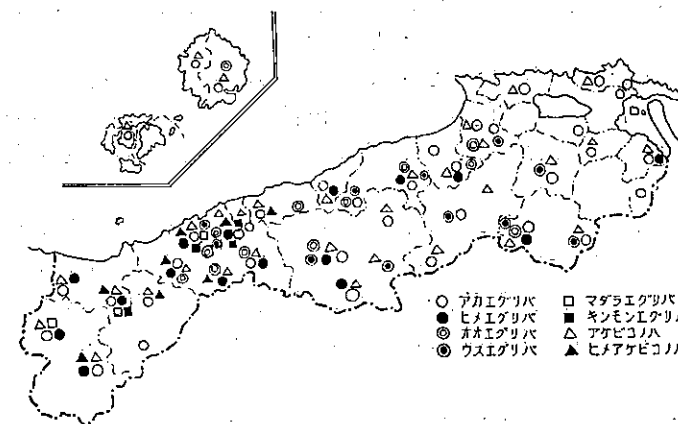 ○ アカエグリバ □ マダラエグリバ
● ヒメエグリバ ■ キンモンエグリバ
◎ オオエグリバ △ アケビコノハ
◉ ウスエグリバ ▲ ヒメアケビコノハ